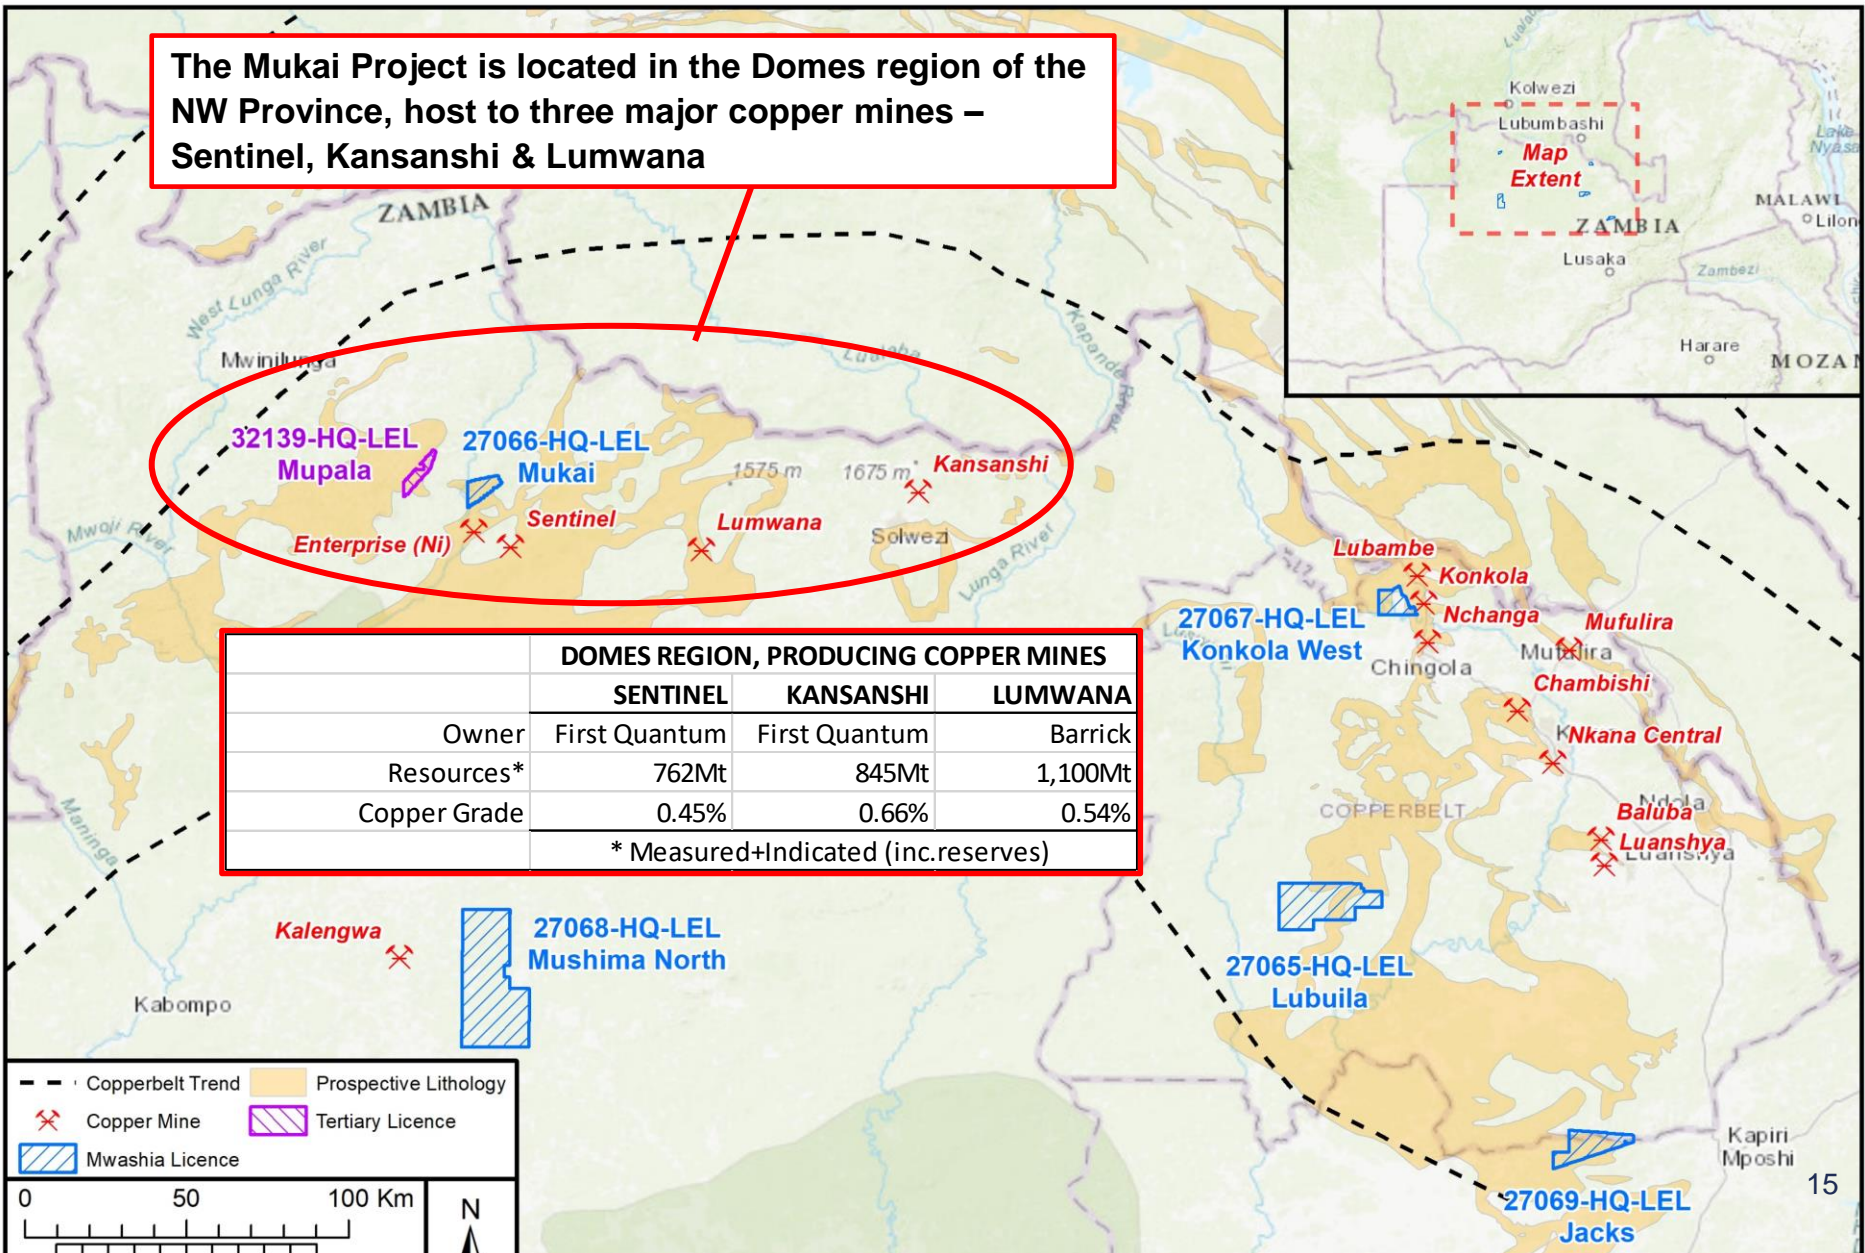 The Mukai Project is located in the Domes region of the
NW Province, host to three major copper mines –
Sentinel, Kansanshi & Lumwana
Kolwezi
Lubumbashi
Map
Extent
Lake
Nyasa
MALAWI
ZAMBIA
Lilon
Lusaka
Zambezi
Harare
MOZA
ZAMBIA
West Lunga River
Mwinilunga
Lualaba
Kapande River
32139-HQ-LEL
Mupala
27066-HQ-LEL
Mukai
1575 m
1675 m
Kansanshi
Mwoji River
Enterprise (Ni)
Sentinel
Lumwana
Solwezi
Lunga River
Lubambe
Konkola
27067-HQ-LEL
Konkola West
Nchanga
Chingola
Mufulira
Mufulira
Chambishi
Nkana Central
COPPERBELT
Ndola
Baluba
Luanshya
Luanshya
DOMES REGION, PRODUCING COPPER MINES
SENTINEL KANSANSHI LUMWANA
Owner First Quantum First Quantum Barrick
Resources* 762Mt 845Mt 1,100Mt
Copper Grade 0.45% 0.66% 0.54%
* Measured+Indicated (inc.reserves)
Maninga
Kalengwa
27068-HQ-LEL
Mushima North
Kabompo
27065-HQ-LEL
Lubuila
Kapiri
Mposhi
27069-HQ-LEL
Jacks
Copperbelt Trend
Prospective Lithology
Copper Mine
Tertiary Licence
Mwashia Licence
0 50 100 Km
N
15